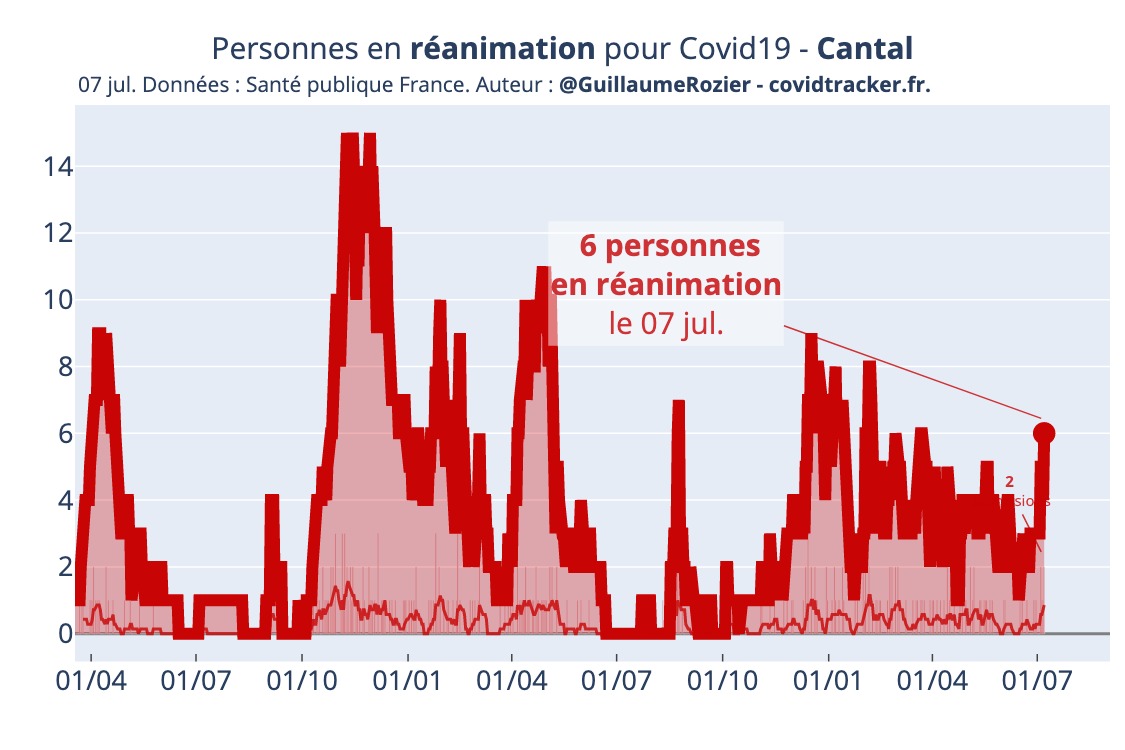 Personnes en réanimation pour Covid19 - Cantal
07 jul. Données : Santé publique France. Auteur : @GuillaumeRozier - covidtracker.fr.
14
12
10
8
6
4
2
0
6 personnes
en réanimation
le 07 jul.
2
01/04 01/07 01/10 01/01 01/04 01/07 01/10 01/01 01/04 01/07